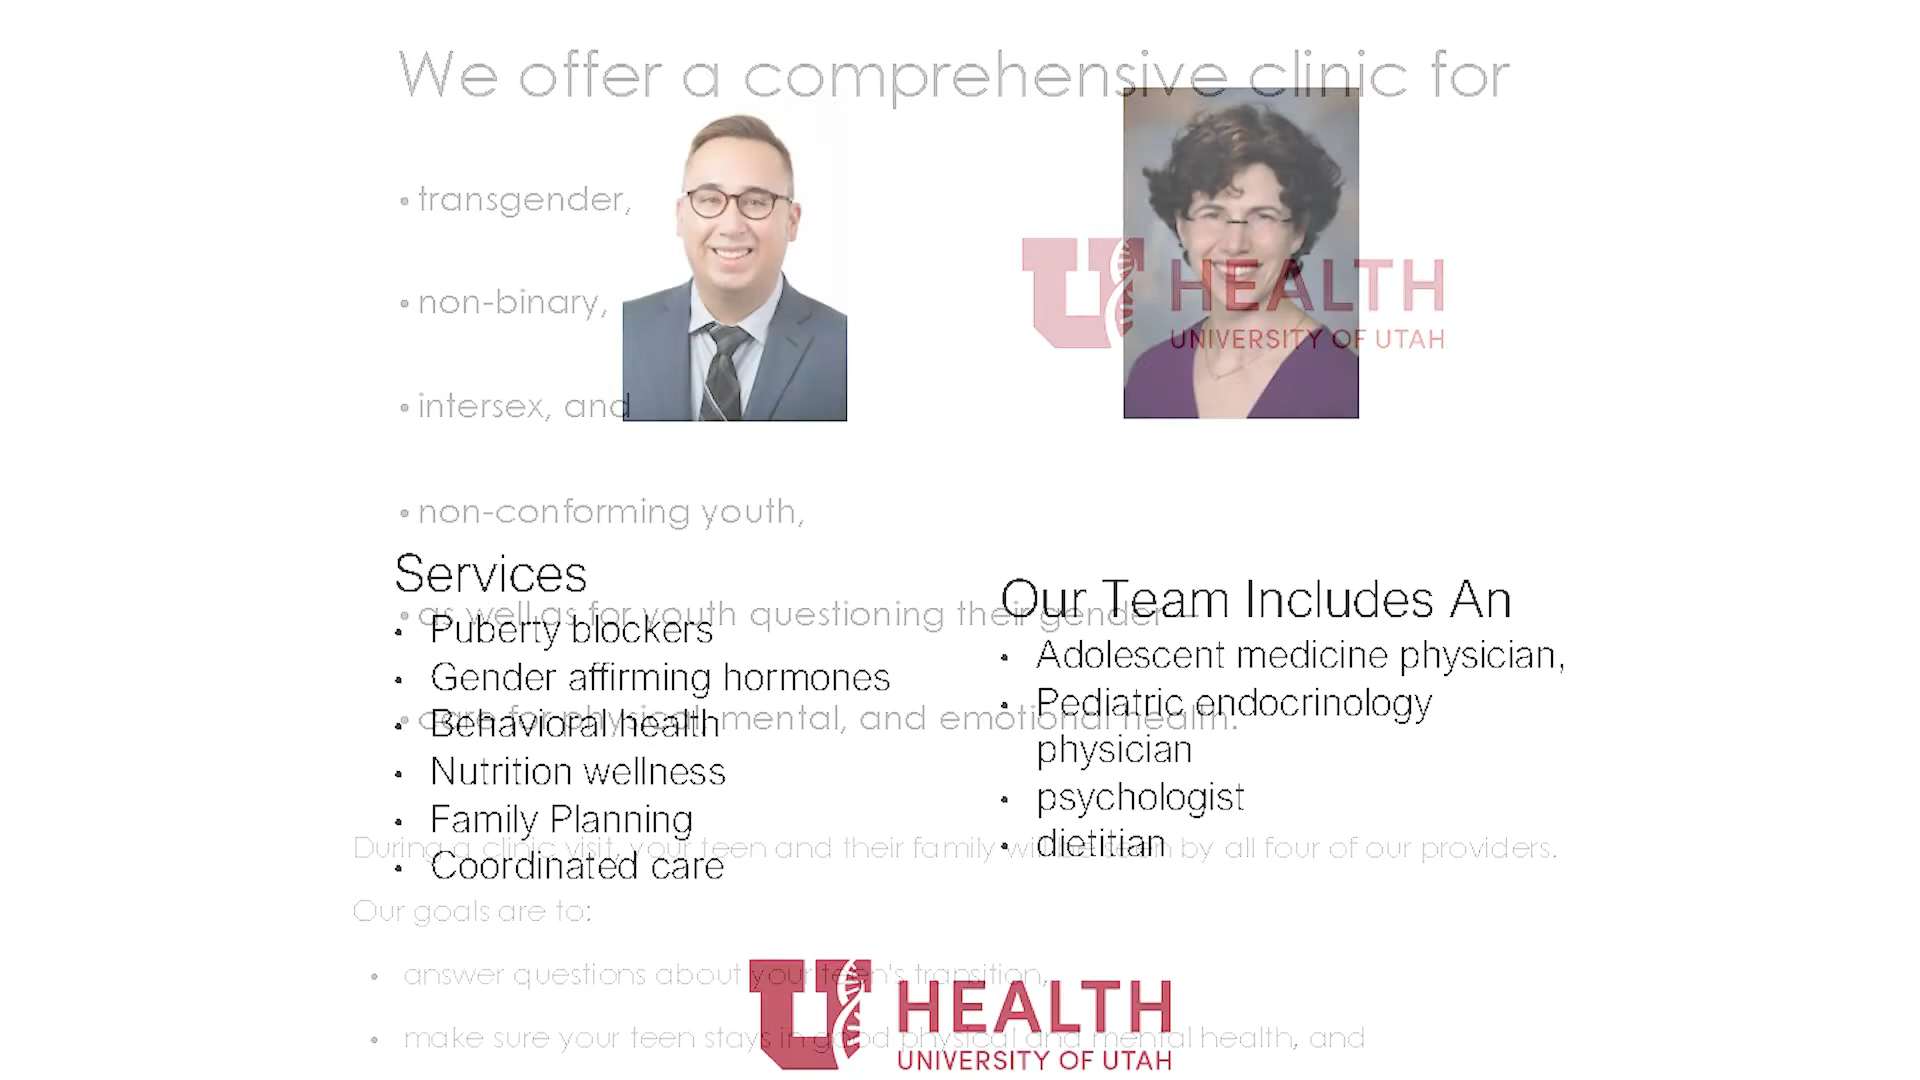 We offer a comprehensive clinic for
• transgender,
• non-binary,
• intersex, and
• non-conforming youth,
• as well as for youth questioning their gender –
• care for physical, mental, and emotional health.
During a clinic visit, your teen and their family will be seen by all four of our providers.
Our goals are to:
• answer questions about your teen's transition,
• make sure your teen stays in good physical and mental health, and
HEALTH
UNIVERSITY OF UTAH
Services
• Puberty blockers
• Gender affirming hormones
• Behavioral health
• Nutrition wellness
• Family Planning
• Coordinated care
Our Team Includes An
• Adolescent medicine physician,
• Pediatric endocrinology
physician
• psychologist
• dietitian
U HEALTH
UNIVERSITY OF UTAH